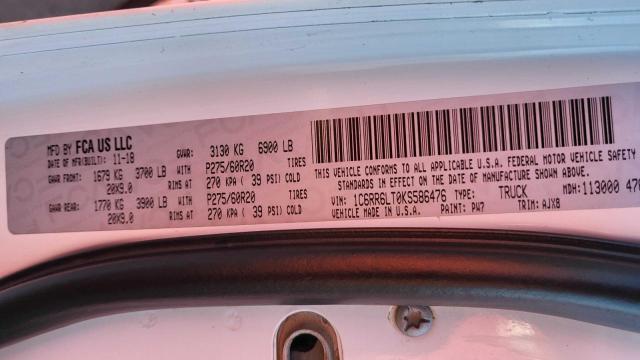 MFD BY FCA US LLC
DATE OF MFR(BUILT): 11-18 GVWR: 3130 KG 6900 LB
GAWR FRONT: 1679 KG 3700 LB WITH P275/60R20 TIRES
20X9.0 RIMS AT 270 KPA ( 39 PSI) COLD
GAWR REAR: 1770 KG 3900 LB WITH P275/60R20 TIRES
20X9.0 RIMS AT 270 KPA ( 39 PSI) COLD
THIS VEHICLE CONFORMS TO ALL APPLICABLE U.S.A. FEDERAL MOTOR VEHICLE SAFETY
STANDARDS IN EFFECT ON THE DATE OF MANUFACTURE SHOWN ABOVE.
VIN: 1C6RR6LT0KS586476 TYPE: TRUCK MDH: 113000 470
VEHICLE MADE IN U.S.A. PAINT: PW7 TRIM: AJX8